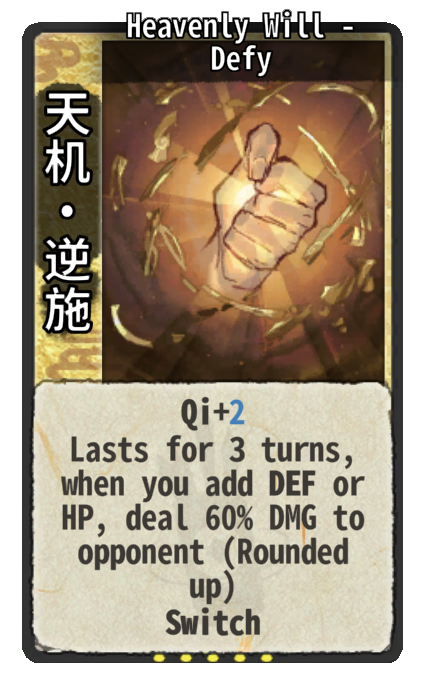 Heavenly Will -
Defy
天机·逆施
Qi+2
Lasts for 3 turns,
when you add DEF or
HP, deal 60% DMG to
opponent (Rounded
up)
Switch